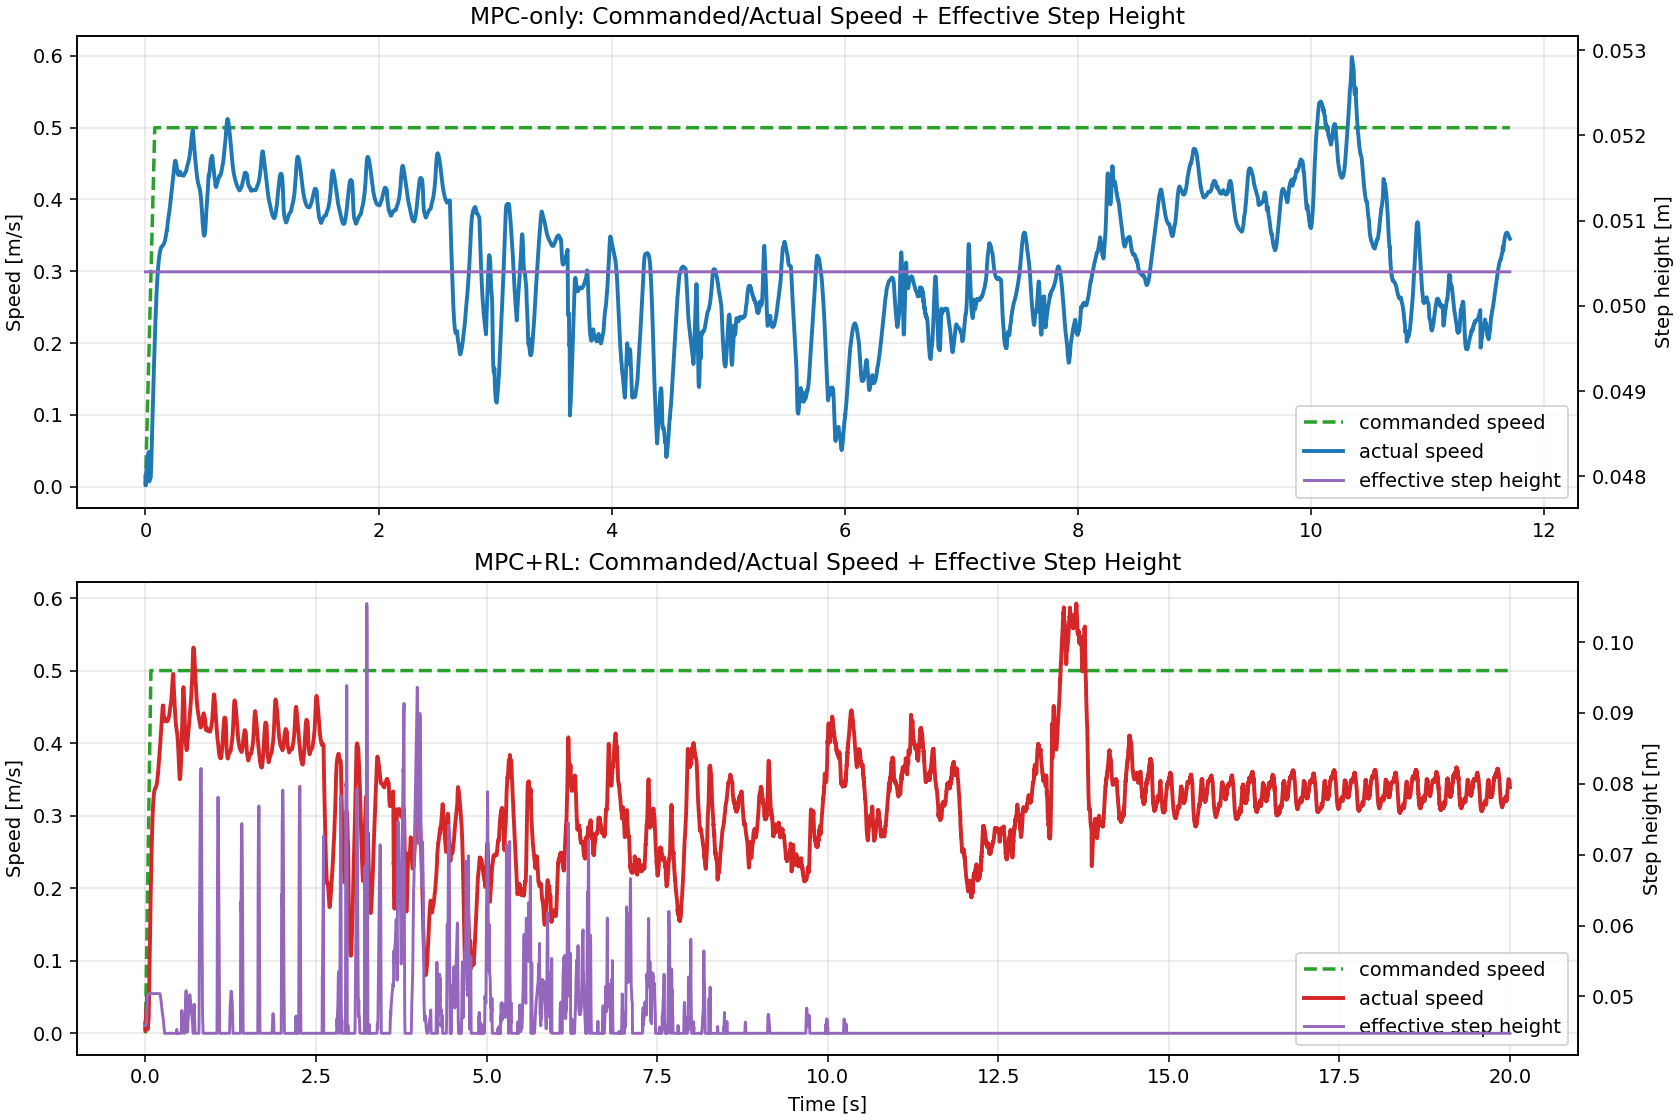 MPC-only: Commanded/Actual Speed + Effective Step Height
Speed [m/s]
0.6
0.5
0.4
0.3
0.2
0.1
0.0
0.053
0.052
0.051
0.050
0.049
0.048
Step height [m]
commanded speed
actual speed
effective step height
0 2 4 6 8 10 12
MPC+RL: Commanded/Actual Speed + Effective Step Height
Speed [m/s]
0.6
0.5
0.4
0.3
0.2
0.1
0.0
0.10
0.09
0.08
0.07
0.06
0.05
Step height [m]
commanded speed
actual speed
effective step height
0.0 2.5 5.0 7.5 10.0 12.5 15.0 17.5 20.0
Time [s]